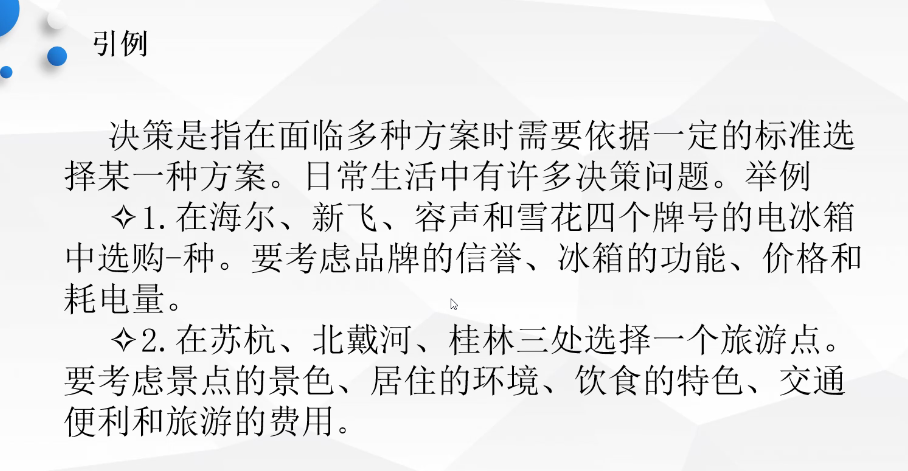 引例
决策是指在面临多种方案时需要依据一定的标准选
择某一种方案。日常生活中有许多决策问题。举例
✧1.在海尔、新飞、容声和雪花四个牌号的电冰箱
中选购-种。要考虑品牌的信誉、冰箱的功能、价格和
耗电量。
✧2.在苏杭、北戴河、桂林三处选择一个旅游点。
要考虑景点的景色、居住的环境、饮食的特色、交通
便利和旅游的费用。